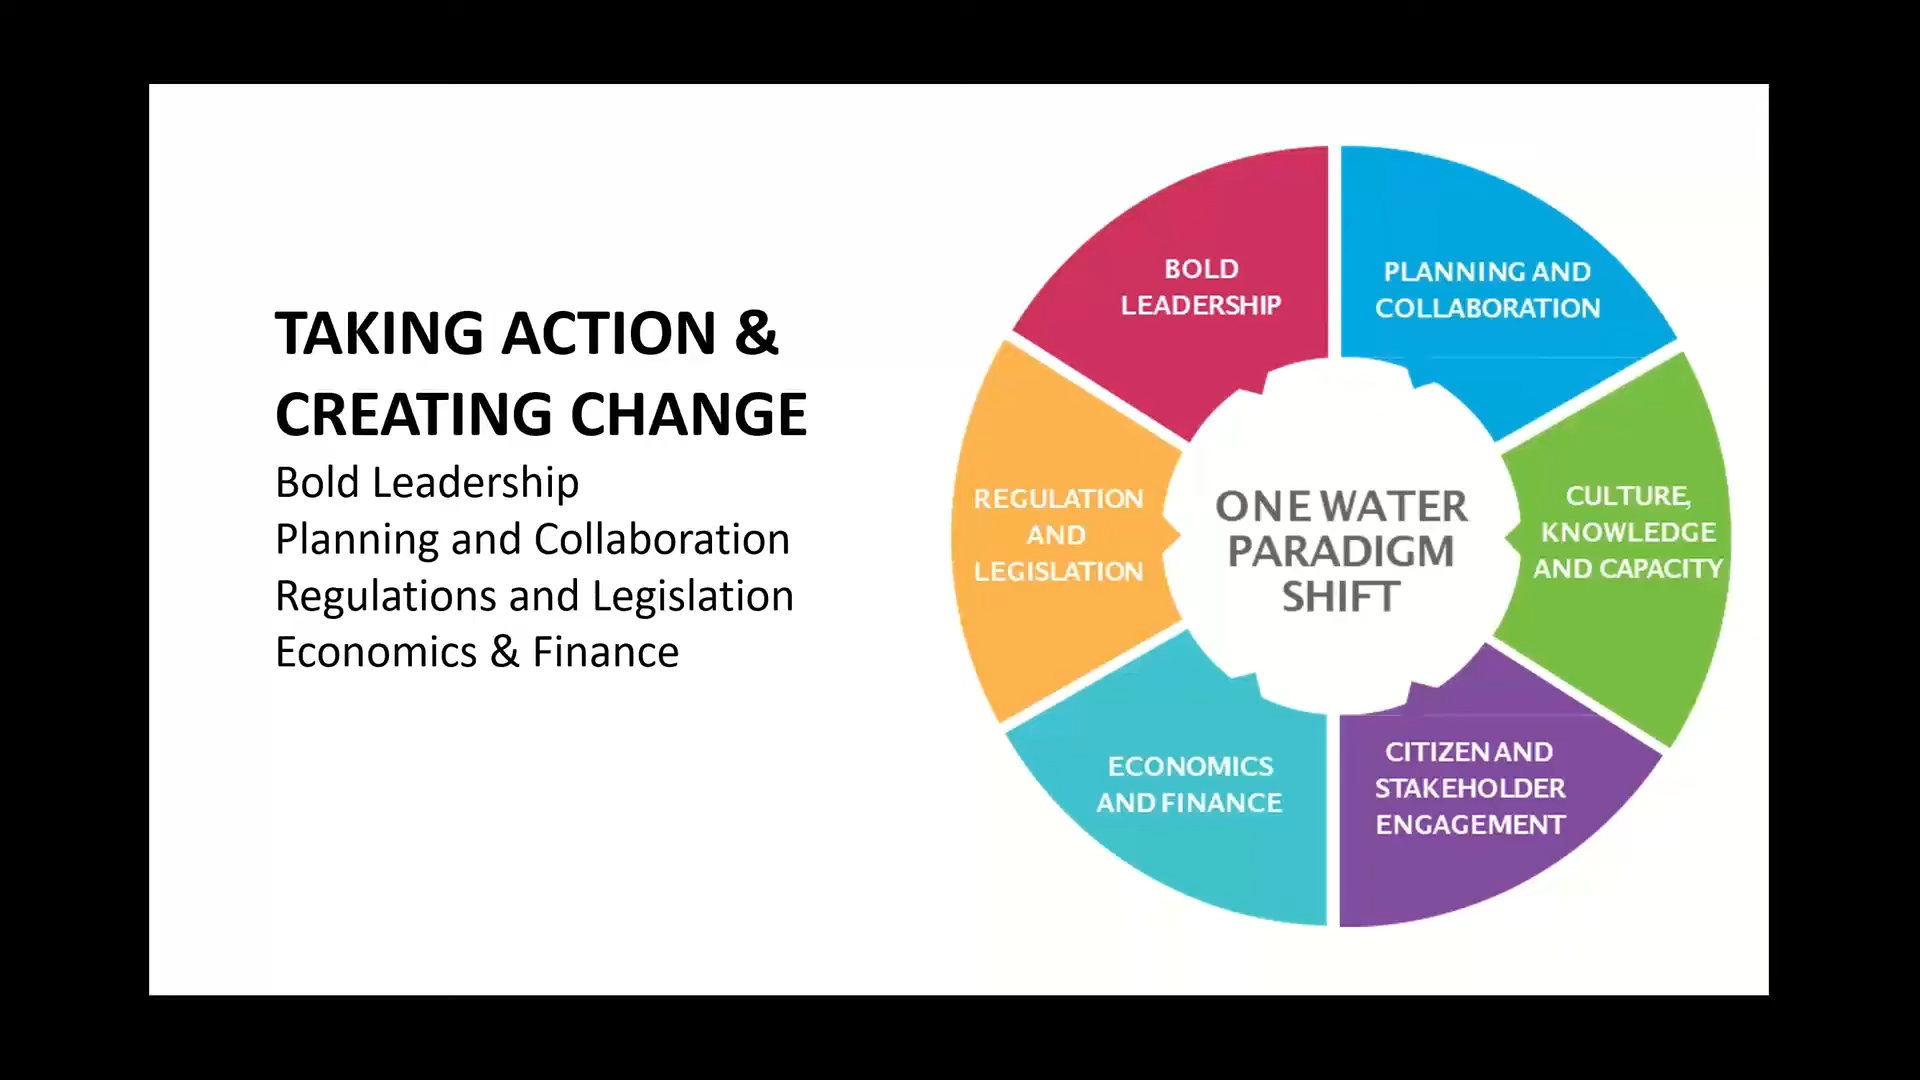 TAKING ACTION &
CREATING CHANGE
Bold Leadership
Planning and Collaboration
Regulations and Legislation
Economics & Finance
BOLD
LEADERSHIP
PLANNING AND
COLLABORATION
REGULATION
AND
LEGISLATION
ONE WATER
PARADIGM
SHIFT
CULTURE,
KNOWLEDGE
AND CAPACITY
ECONOMICS
AND FINANCE
CITIZEN AND
STAKEHOLDER
ENGAGEMENT